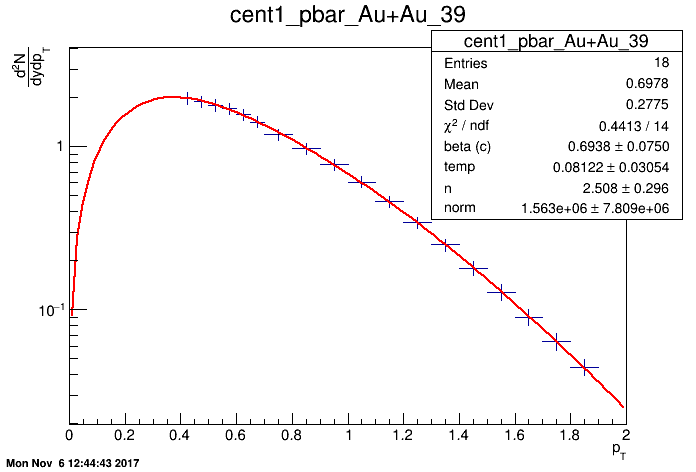 cent1_pbar_Au+Au_39
d²N
dydp_T
cent1_pbar_Au+Au_39
Entries 18
Mean 0.6978
Std Dev 0.2775
χ² / ndf 0.4413 / 14
beta (c) 0.6938 ± 0.0750
temp 0.08122 ± 0.03054
n 2.508 ± 0.296
norm 1.563e+06 ± 7.809e+06
1
10⁻¹
0 0.2 0.4 0.6 0.8 1 1.2 1.4 1.6 1.8 2
p_T
Mon Nov 6 12:44:43 2017